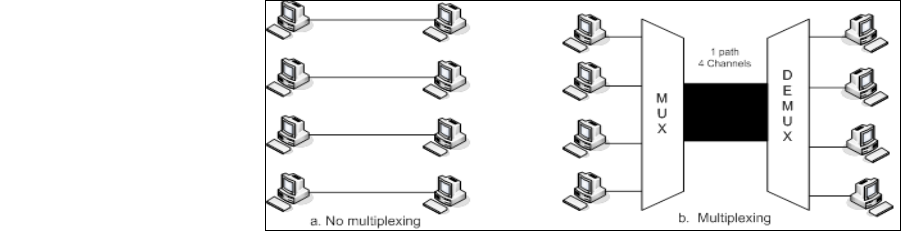 1 path
4 Channels
M
U
X
D
E
M
U
X
a. No multiplexing
b. Multiplexing